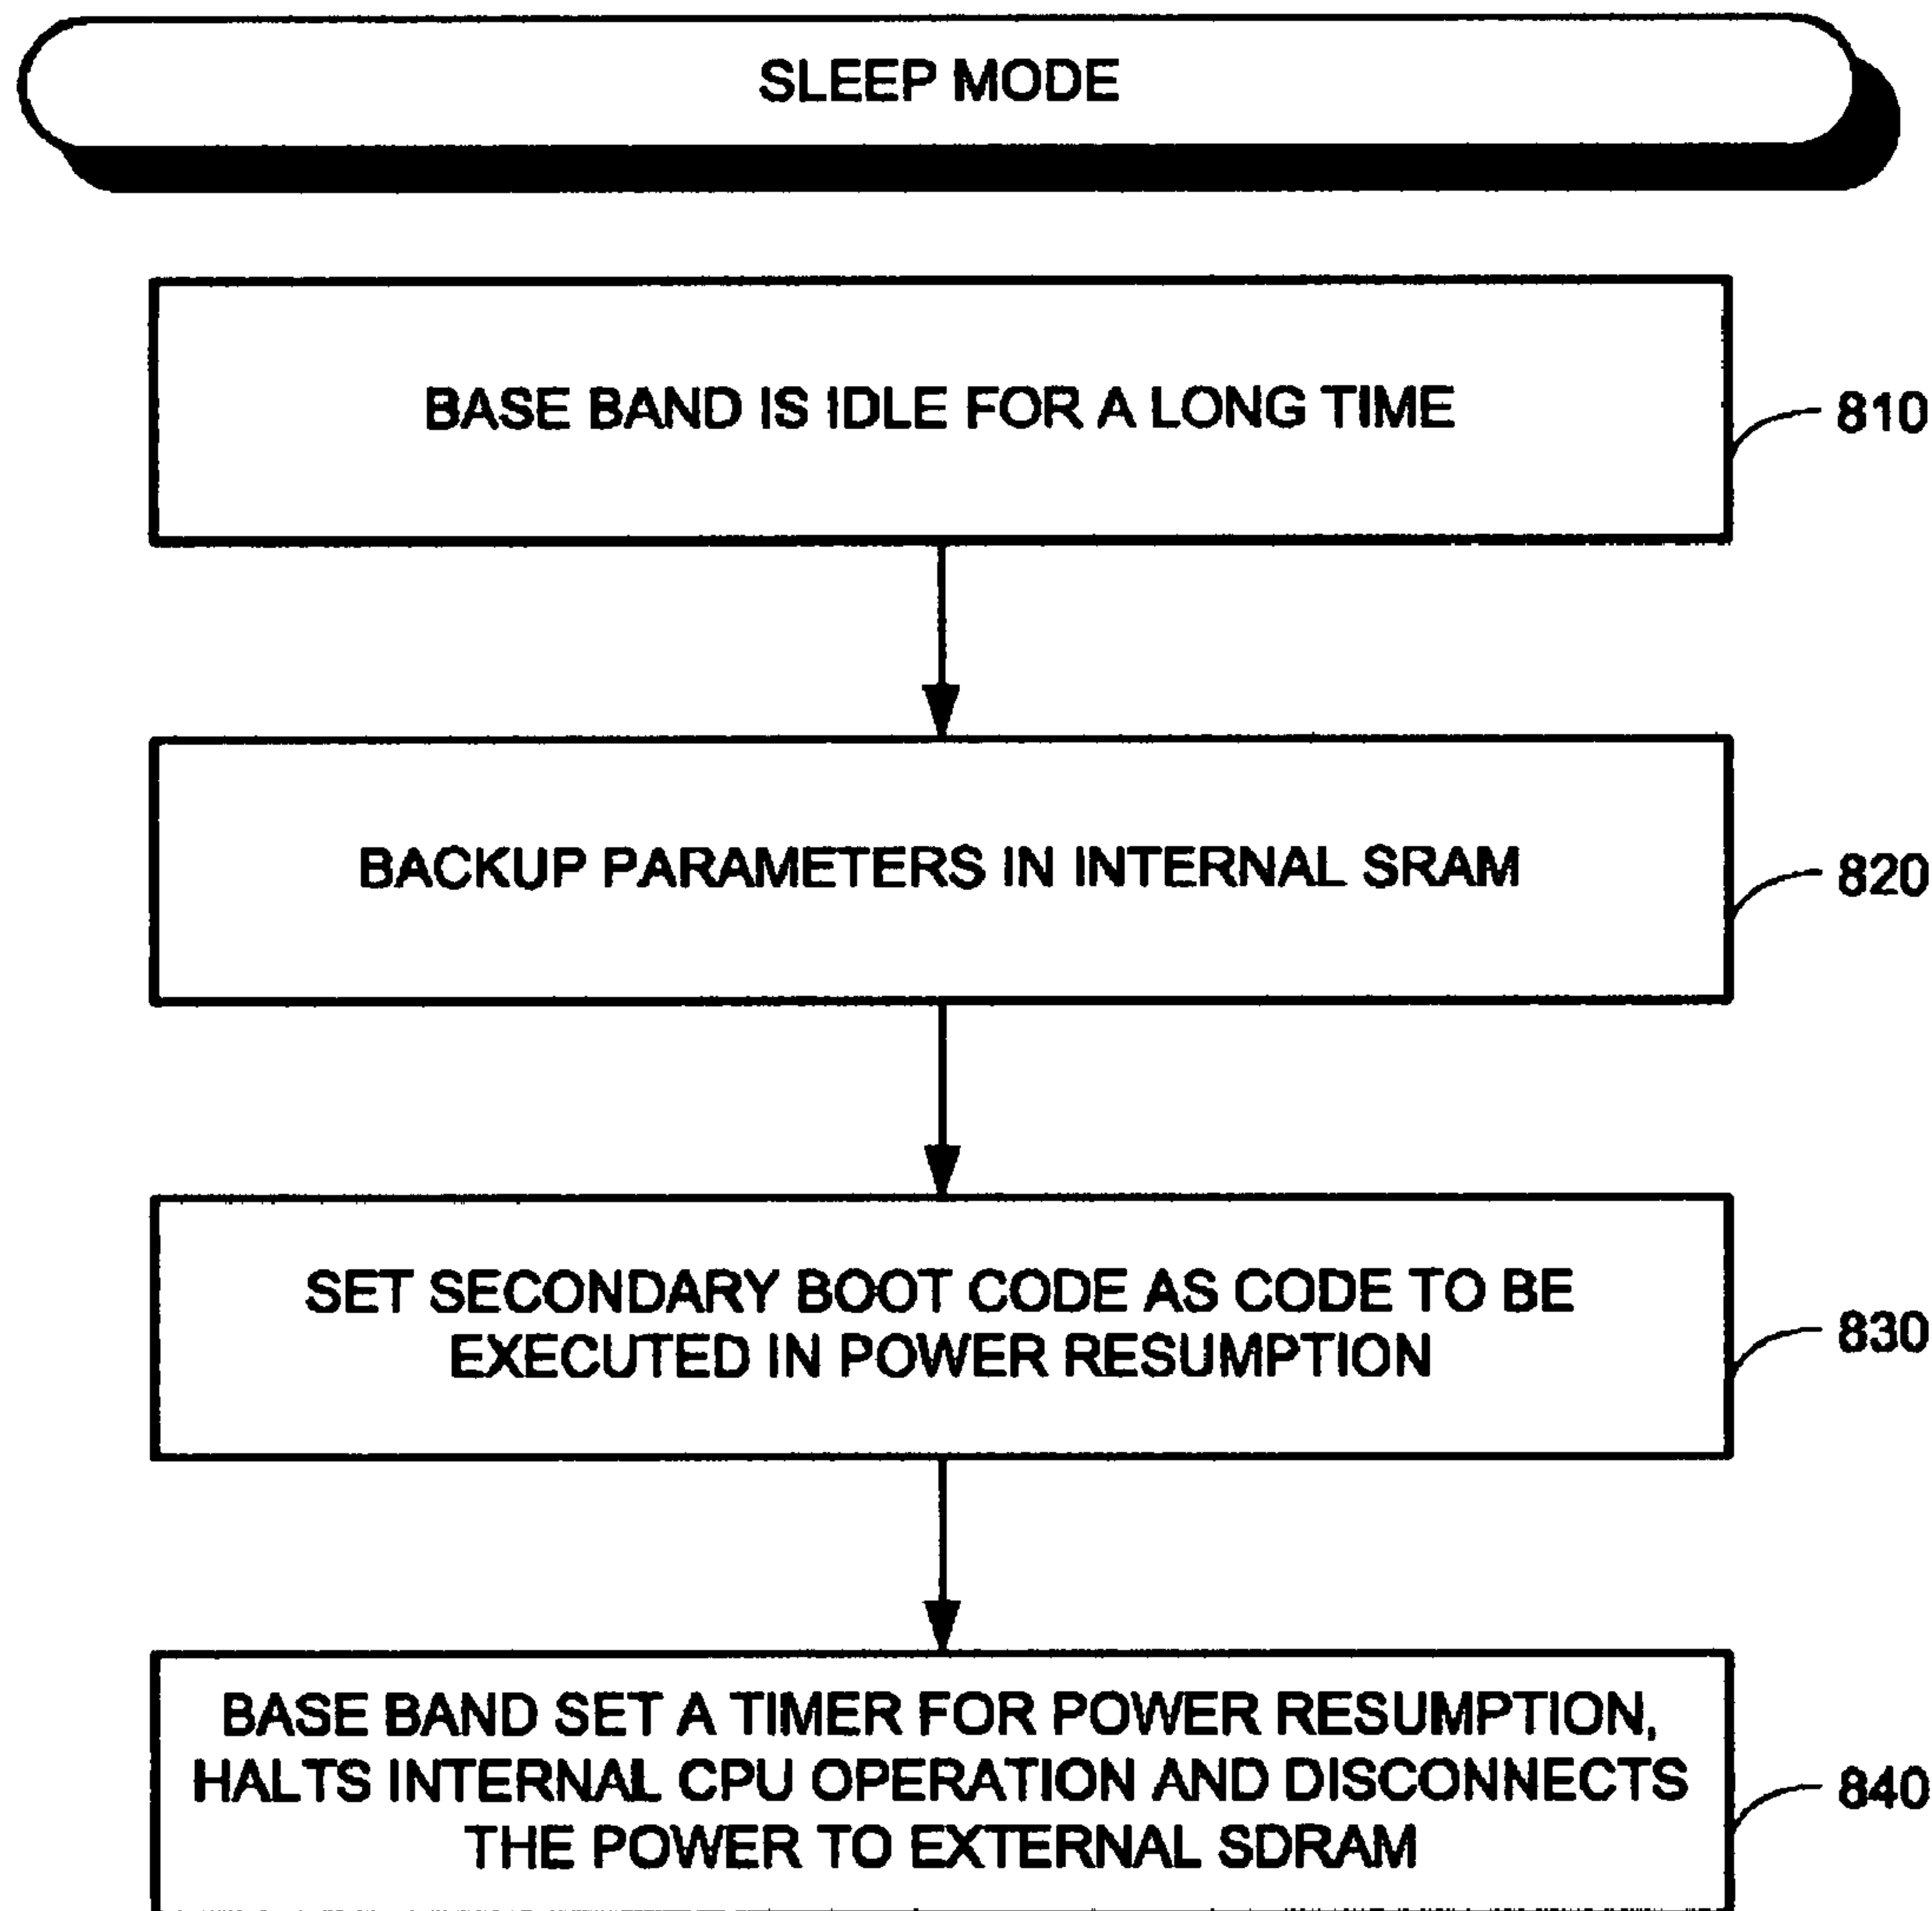 SLEEP MODE
BASE BAND IS IDLE FOR A LONG TIME
810
BACKUP PARAMETERS IN INTERNAL SRAM
820
SET SECONDARY BOOT CODE AS CODE TO BE
EXECUTED IN POWER RESUMPTION
830
BASE BAND SET A TIMER FOR POWER RESUMPTION,
HALTS INTERNAL CPU OPERATION AND DISCONNECTS
THE POWER TO EXTERNAL SDRAM
840